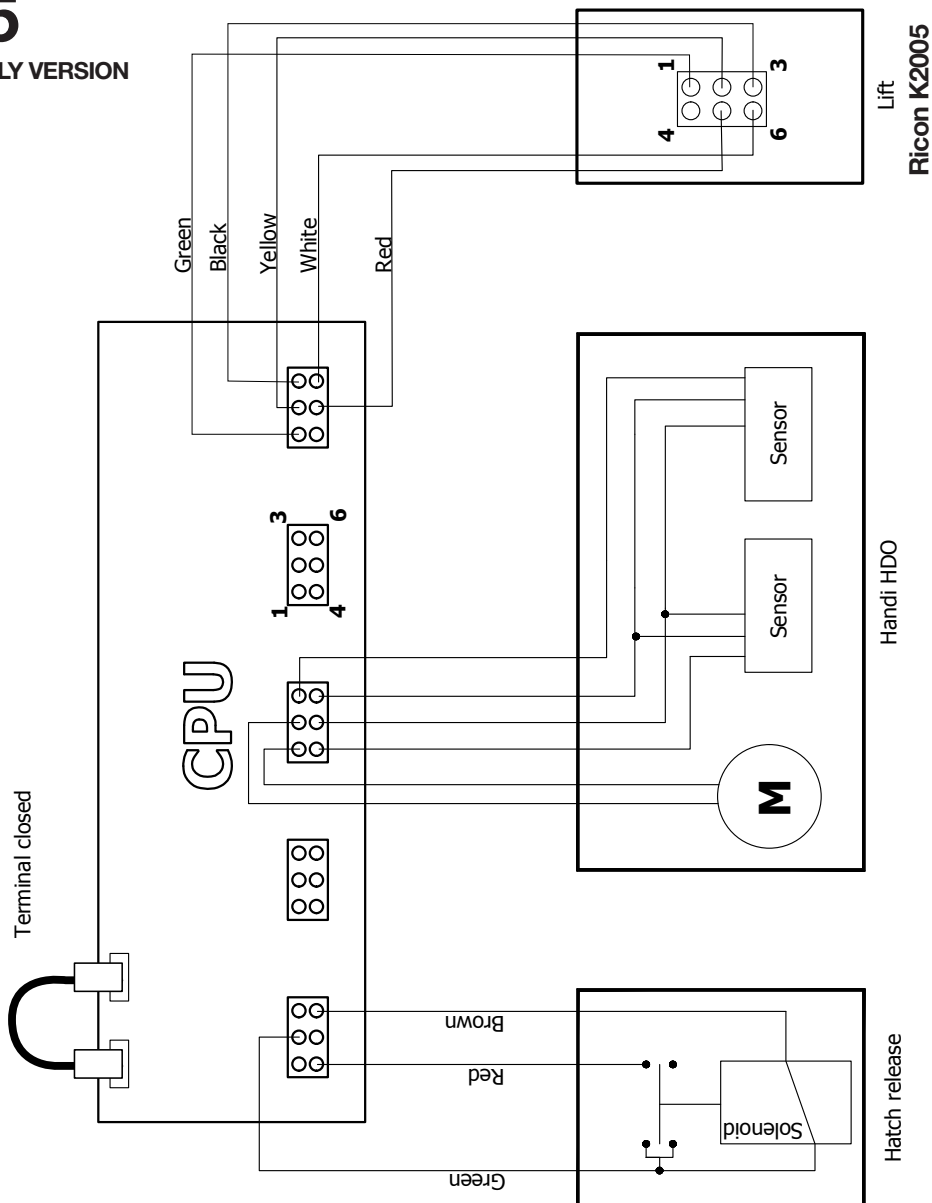 5
LY VERSION
Terminal closed
CPU
1
3
4
6
Green
Black
Yellow
White
Red
1
3
4
6
Lift
Ricon K2005
Sensor
Sensor
M
Handi HDO
Brown
Red
Green
Solenoid
Hatch release